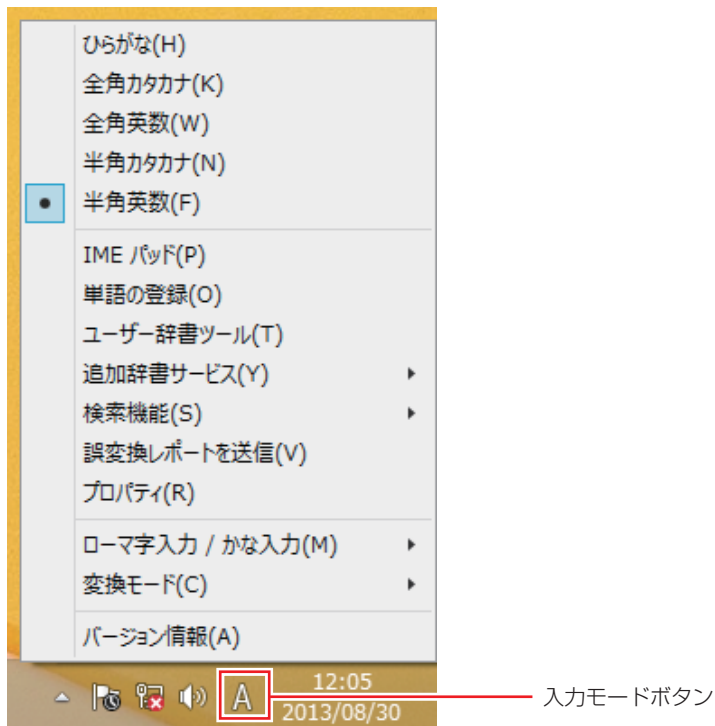 ひらがな(H)
全角カタカナ(K)
全角英数(W)
半角カタカナ(N)
半角英数(F)
IME パッド(P)
単語の登録(O)
ユーザー辞書ツール(T)
追加辞書サービス(Y)
検索機能(S)
誤変換レポートを送信(V)
プロパティ(R)
ローマ字入力 / かな入力(M)
変換モード(C)
バージョン情報(A)
A
12:05
2013/08/30
入力モードボタン